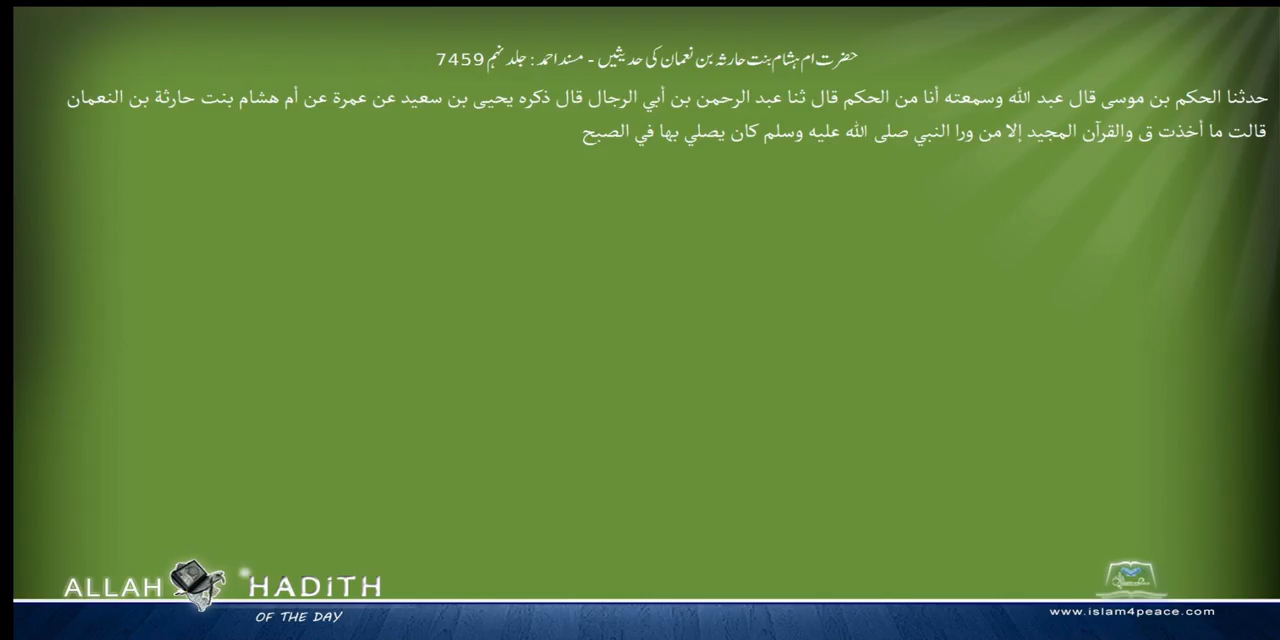 حضرت ام ہشام بنت حارثہ بن نعمان کی حدیثیں - مسند احمد : جلد نہم 7459
حدثنا الحكم بن موسى قال عبد الله وسمعته أنا من الحكم قال ثنا عبد الرحمن بن أبي الرجال قال ذكره يحيى بن سعيد عن عمرة عن أم هشام بنت حارثة بن النعمان
قالت ما أخذت ق والقرآن المجيد إلا من ورا النبي صلى الله عليه وسلم كان يصلي بها في الصبح
ALLAH HADITH
OF THE DAY
www.islam4peace.com